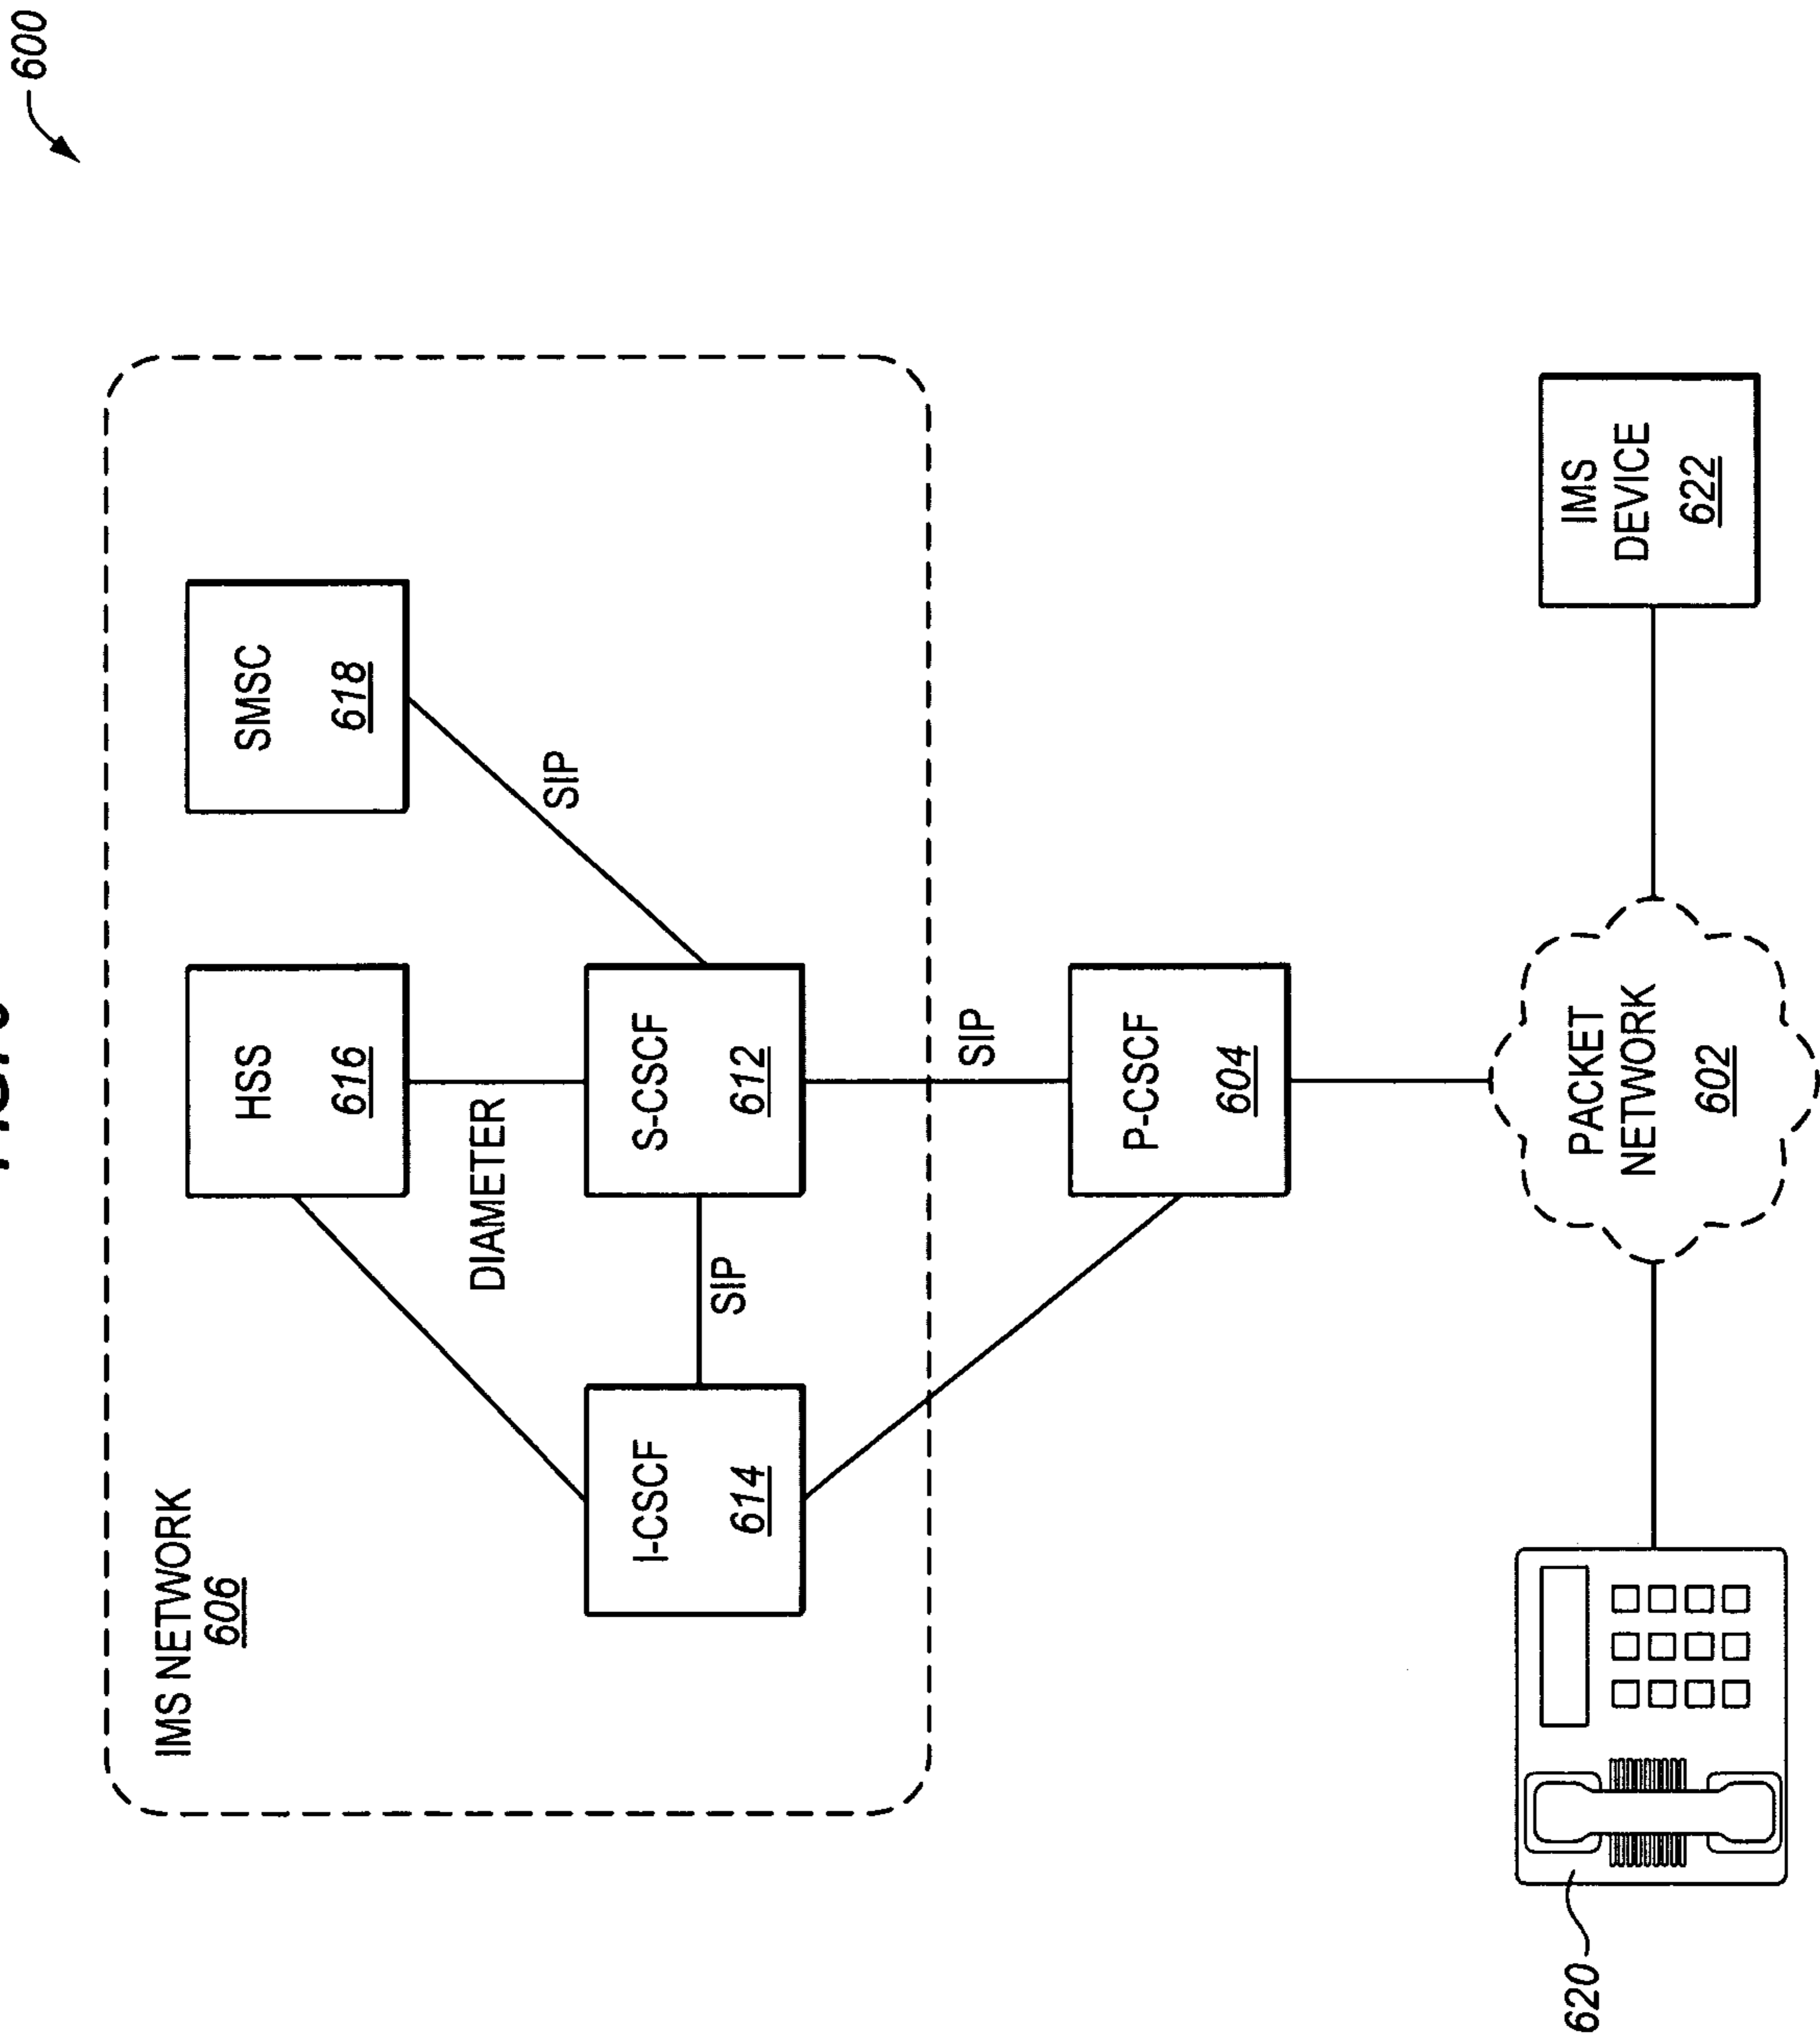 600
IMS NETWORK
606
HSS
616
SMSC
618
DIAMETER
SIP
I-CSCF
614
SIP
S-CSCF
612
SIP
P-CSCF
604
PACKET
NETWORK
602
IMS
DEVICE
622
620